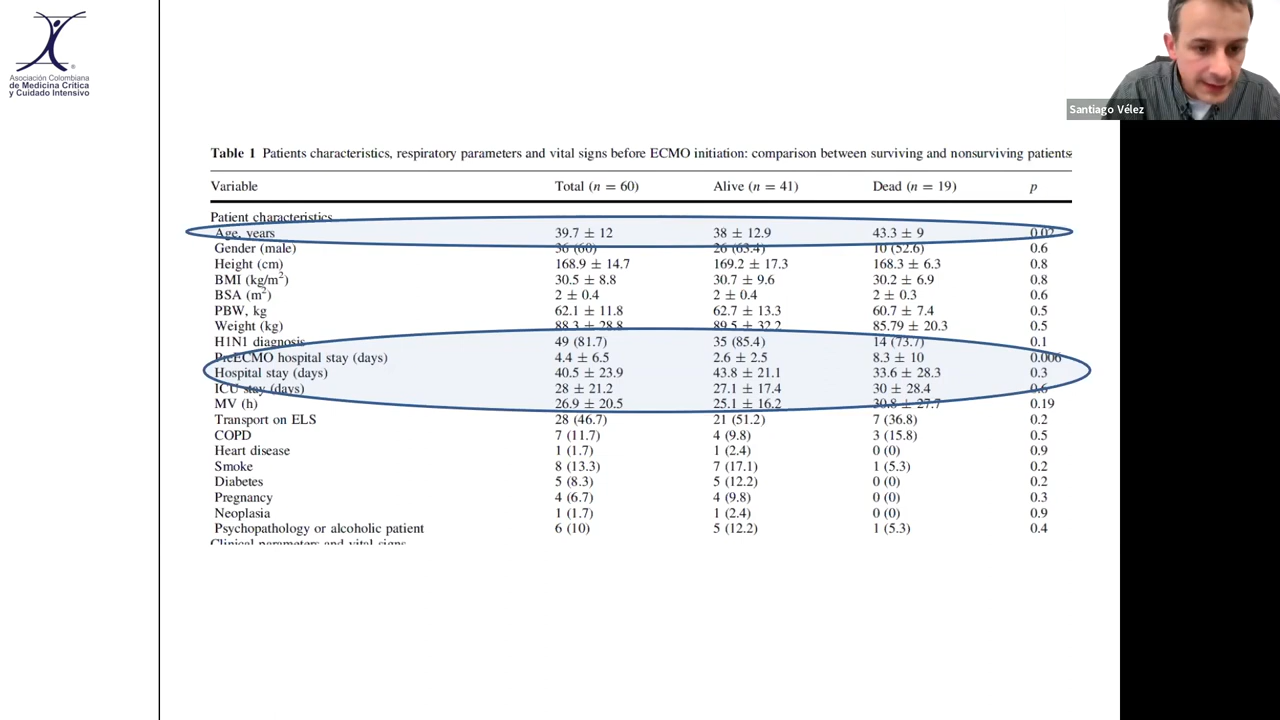 Asociación Colombiana
de Medicina Crítica
y Cuidado Intensivo
Santiago Vélez
Table 1 Patients characteristics, respiratory parameters and vital signs before ECMO initiation: comparison between surviving and nonsurviving patients
Variable Total (n = 60) Alive (n = 41) Dead (n = 19) p
Patient characteristics
Age, years 39.7 ± 12 38 ± 12.9 43.3 ± 9 0.02
Gender (male) 36 (60) 26 (63.4) 10 (52.6) 0.6
Height (cm) 168.9 ± 14.7 169.2 ± 17.3 168.3 ± 6.3 0.8
BMI (kg/m²) 30.5 ± 8.8 30.7 ± 9.6 30.2 ± 6.9 0.8
BSA (m²) 2 ± 0.4 2 ± 0.4 2 ± 0.3 0.6
PBW, kg 62.1 ± 11.8 62.7 ± 13.3 60.7 ± 7.4 0.5
Weight (kg) 88.3 ± 28.8 89.5 ± 32.2 85.79 ± 20.3 0.5
H1N1 diagnosis 49 (81.7) 35 (85.4) 14 (73.7) 0.1
PreECMO hospital stay (days) 4.4 ± 6.5 2.6 ± 2.5 8.3 ± 10 0.006
Hospital stay (days) 40.5 ± 23.9 43.8 ± 21.1 33.6 ± 28.3 0.3
ICU stay (days) 28 ± 21.2 27.1 ± 17.4 30 ± 28.4 0.6
MV (h) 26.9 ± 20.5 25.1 ± 16.2 30.8 ± 27.7 0.19
Transport on ELS 28 (46.7) 21 (51.2) 7 (36.8) 0.2
COPD 7 (11.7) 4 (9.8) 3 (15.8) 0.5
Heart disease 1 (1.7) 1 (2.4) 0 (0) 0.9
Smoke 8 (13.3) 7 (17.1) 1 (5.3) 0.2
Diabetes 5 (8.3) 5 (12.2) 0 (0) 0.2
Pregnancy 4 (6.7) 4 (9.8) 0 (0) 0.3
Neoplasia 1 (1.7) 1 (2.4) 0 (0) 0.9
Psychopathology or alcoholic patient 6 (10) 5 (12.2) 1 (5.3) 0.4
Clinical parameters and vital signs